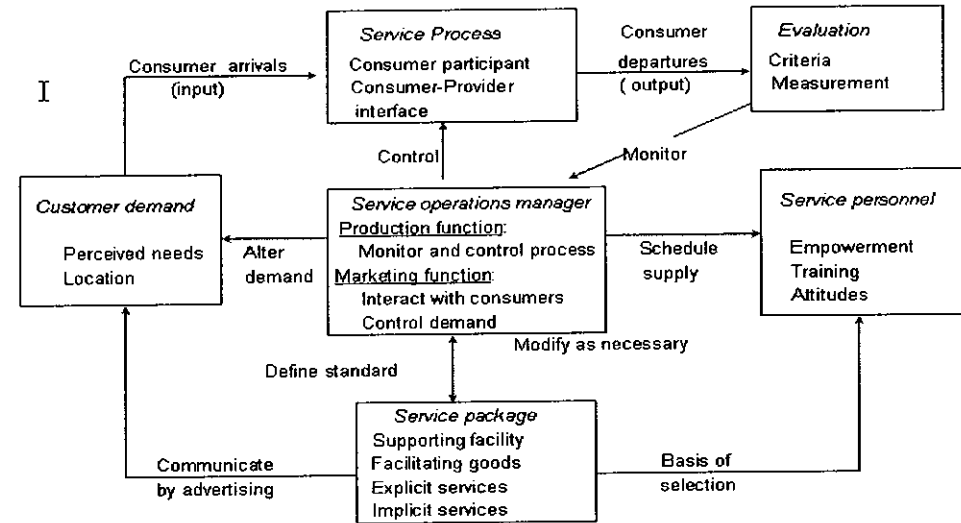 Service Process
Consumer participant
Consumer-Provider
interface
Consumer arrivals
(input)
Consumer
departures
( output)
Evaluation
Criteria
Measurement
I
Control
Monitor
Customer demand
Perceived needs
Location
Alter
demand
Service operations manager
Production function:
Monitor and control process
Marketing function:
Interact with consumers
Control demand
Schedule
supply
Service personnel
Empowerment
Training
Attitudes
Define standard
Modify as necessary
Service package
Supporting facility
Facilitating goods
Explicit services
Implicit services
Communicate
by advertising
Basis of
selection